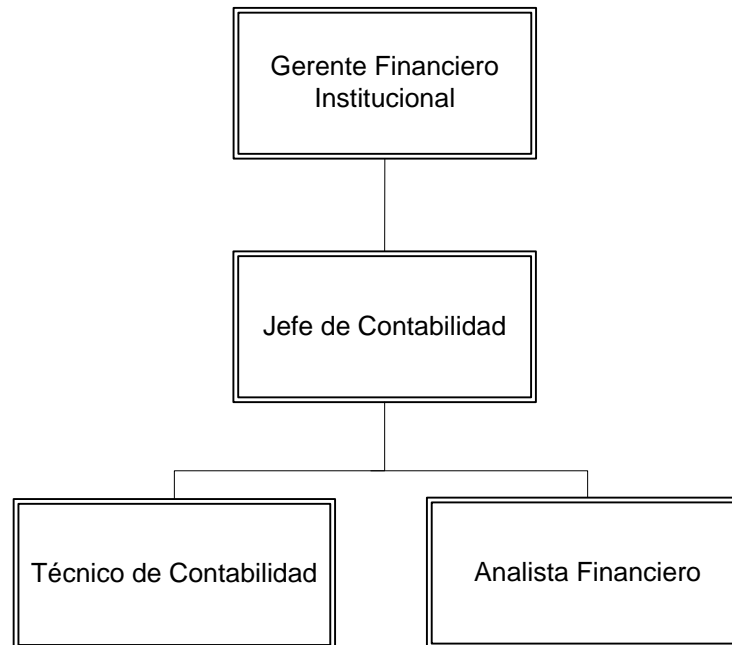 Gerente Financiero
Institucional
Jefe de Contabilidad
Técnico de Contabilidad
Analista Financiero